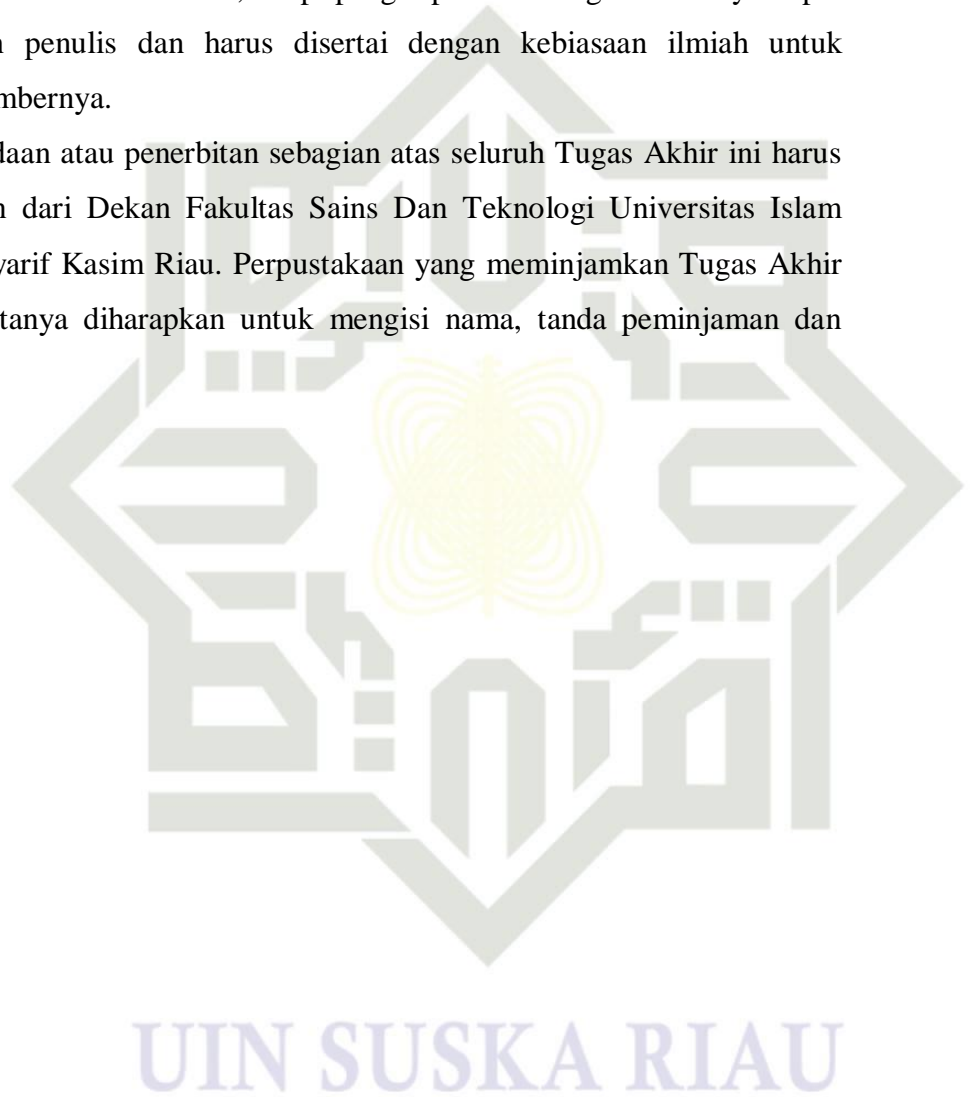 penulis dan harus disertai dengan kebiasaan ilmiah untuk
mbernya.
daan atau penerbitan sebagian atas seluruh Tugas Akhir ini harus
n dari Dekan Fakultas Sains Dan Teknologi Universitas Islam
yarif Kasim Riau. Perpustakaan yang meminjamkan Tugas Akhir
tanya diharapkan untuk mengisi nama, tanda peminjaman dan
UIN SUSKA RIAU